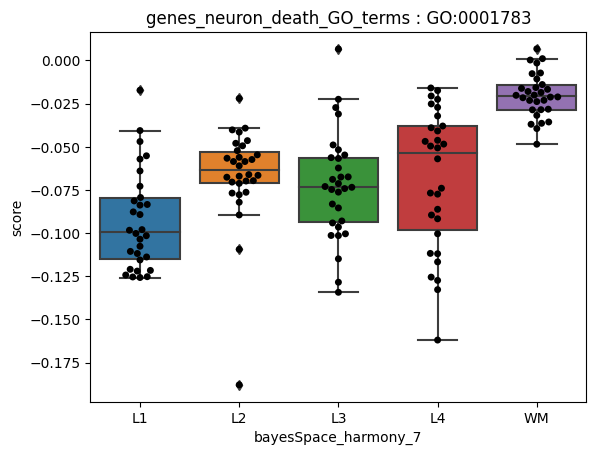 genes_neuron_death_GO_terms : GO:0001783
0.000
−0.025
−0.050
−0.075
−0.100
−0.125
−0.150
−0.175
score
L1 L2 L3 L4 WM
bayesSpace_harmony_7